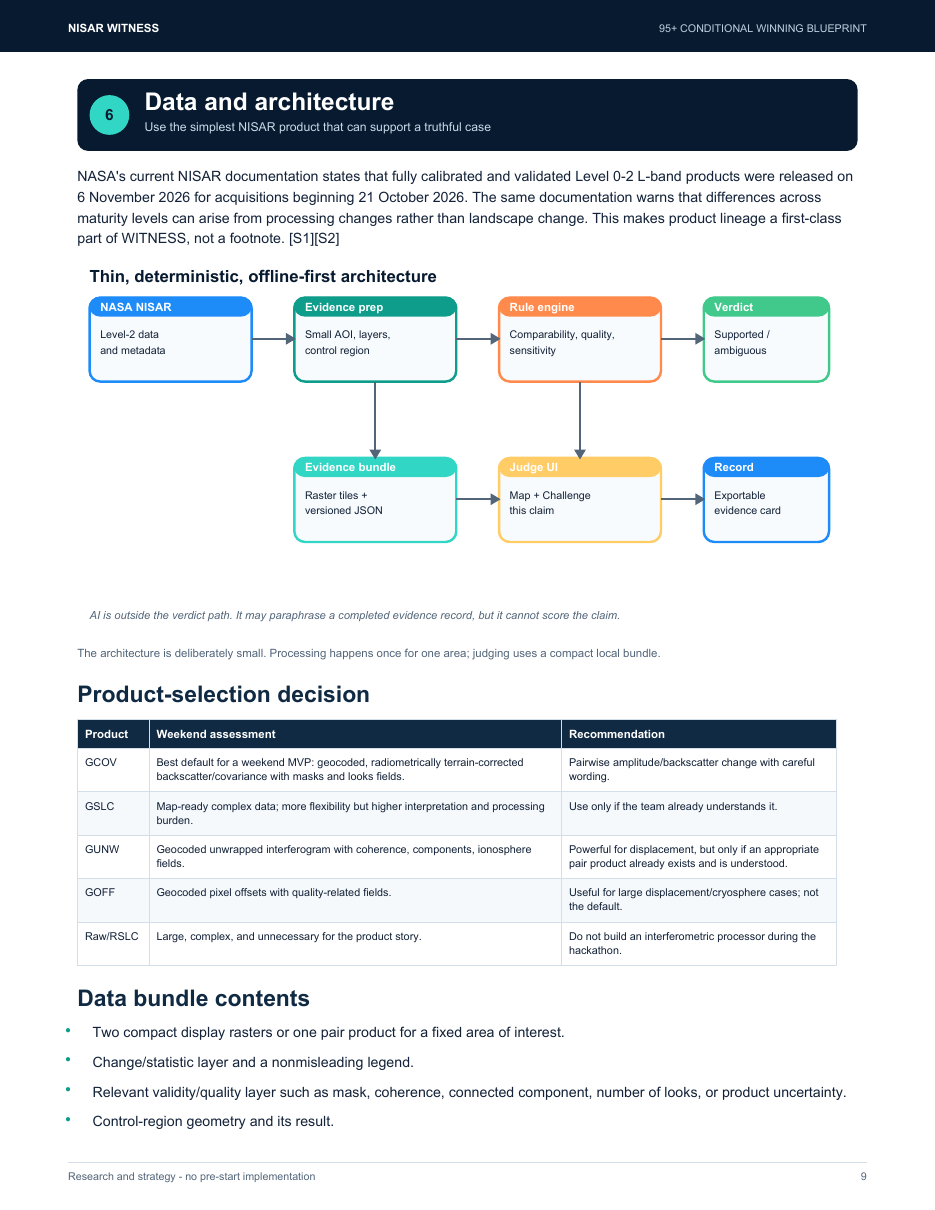 NISAR WITNESS
95+ CONDITIONAL WINNING BLUEPRINT
6
Data and architecture
Use the simplest NISAR product that can support a truthful case
NASA's current NISAR documentation states that fully calibrated and validated Level 0-2 L-band products were released on
6 November 2026 for acquisitions beginning 21 October 2026. The same documentation warns that differences across
maturity levels can arise from processing changes rather than landscape change. This makes product lineage a first-class
part of WITNESS, not a footnote. [S1][S2]
Thin, deterministic, offline-first architecture
NASA NISAR
Level-2 data
and metadata
Evidence prep
Small AOI, layers,
control region
Rule engine
Comparability, quality,
sensitivity
Verdict
Supported /
ambiguous
Evidence bundle
Raster tiles +
versioned JSON
Judge UI
Map + Challenge
this claim
Record
Exportable
evidence card
AI is outside the verdict path. It may paraphrase a completed evidence record, but it cannot score the claim.
The architecture is deliberately small. Processing happens once for one area; judging uses a compact local bundle.
Product-selection decision
Product
Weekend assessment
Recommendation
GCOV
Best default for a weekend MVP: geocoded, radiometrically terrain-corrected
backscatter/covariance with masks and looks fields.
Pairwise amplitude/backscatter change with careful
wording.
GSLC
Map-ready complex data; more flexibility but higher interpretation and processing
burden.
Use only if the team already understands it.
GUNW
Geocoded unwrapped interferogram with coherence, components, ionosphere
fields.
Powerful for displacement, but only if an appropriate
pair product already exists and is understood.
GOFF
Geocoded pixel offsets with quality-related fields.
Useful for large displacement/cryosphere cases; not
the default.
Raw/RSLC
Large, complex, and unnecessary for the product story.
Do not build an interferometric processor during the
hackathon.
Data bundle contents
• Two compact display rasters or one pair product for a fixed area of interest.
• Change/statistic layer and a nonmisleading legend.
• Relevant validity/quality layer such as mask, coherence, connected component, number of looks, or product uncertainty.
• Control-region geometry and its result.
Research and strategy - no pre-start implementation
9